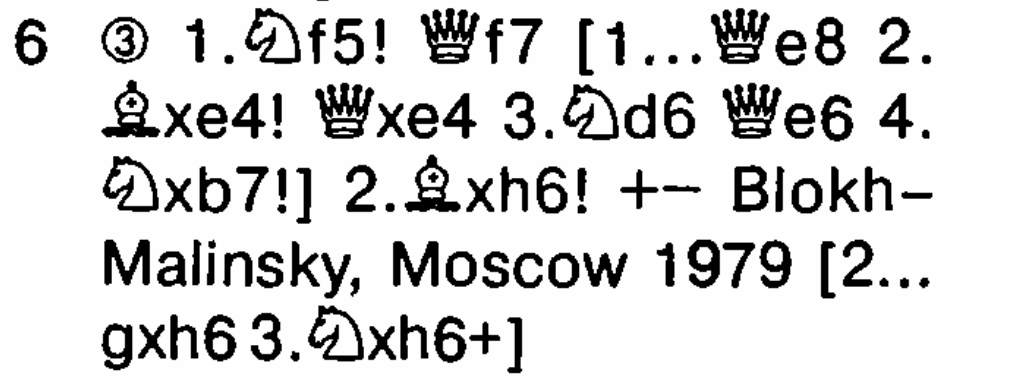 6 ③ 1.♘f5! ♕f7 [1...♕e8 2.
♗xe4! ♕xe4 3.♘d6 ♕e6 4.
♘xb7!] 2.♗xh6! +− Blokh–
Malinsky, Moscow 1979 [2...
gxh6 3.♘xh6+]